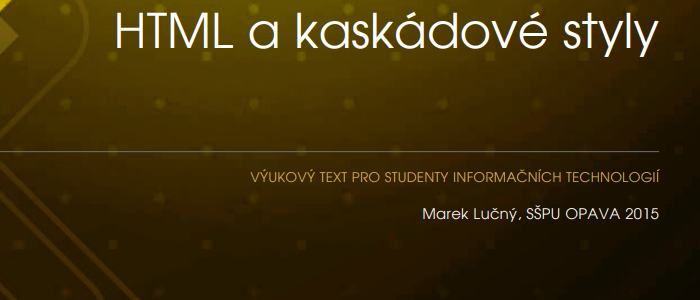 HTML a kaskádové styly
VÝUKOVÝ TEXT PRO STUDENTY INFORMAČNÍCH TECHNOLOGIÍ
Marek Lučný, SŠPU OPAVA 2015